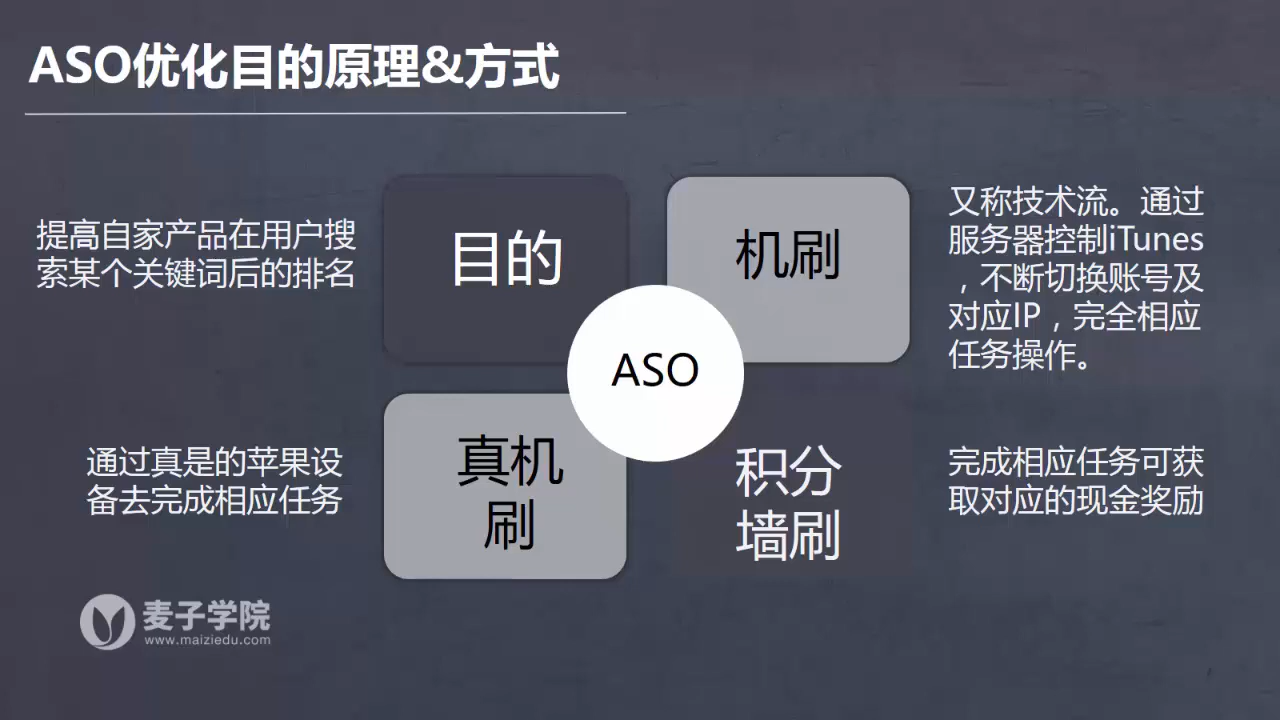 ASO优化目的原理&方式
提高自家产品在用户搜
索某个关键词后的排名
目的
机刷
又称技术流。通过
服务器控制iTunes
，不断切换账号及
对应IP，完全相应
任务操作。
ASO
通过真是的苹果设
备去完成相应任务
真机
刷
积分
墙刷
完成相应任务可获
取对应的现金奖励
麦子学院
www.maiziedu.com